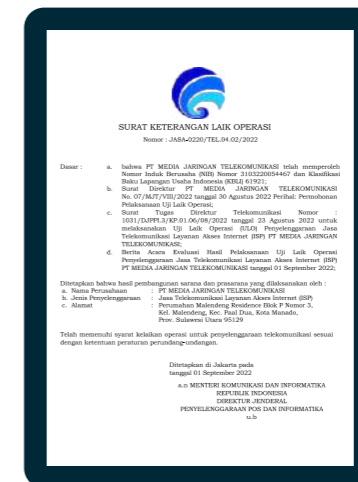 SURAT KETERANGAN LAIK OPERASI
Nomor : JASA-0220/TEL.04.02/2022
Dasar : a. bahwa PT MEDIA JARINGAN TELEKOMUNIKASI telah memperoleh
Nomor Induk Berusaha (NIB) Nomor 3103220054467 dan Klasifikasi
Baku Lapangan Usaha Indonesia (KBLI) 61921;
b. Surat Direktur PT MEDIA JARINGAN TELEKOMUNIKASI
No. 07/MJT/VIII/2022 tanggal 30 Agustus 2022 Perihal: Permohonan
Pelaksanaan Uji Laik Operasi;
c. Surat Tugas Direktur Telekomunikasi Nomor :
1031/DJPPI.3/KP.01.06/08/2022 tanggal 23 Agustus 2022 untuk
melaksanakan Uji Laik Operasi (ULO) Penyelenggaraan Jasa
Telekomunikasi Layanan Akses Internet (ISP) PT MEDIA JARINGAN
TELEKOMUNIKASI;
d. Berita Acara Evaluasi Hasil Pelaksanaan Uji Laik Operasi
Penyelenggaraan Jasa Telekomunikasi Layanan Akses Internet (ISP)
PT MEDIA JARINGAN TELEKOMUNIKASI tanggal 01 September 2022;
Ditetapkan bahwa hasil pembangunan sarana dan prasarana yang dilaksanakan oleh :
a. Nama Perusahaan : PT MEDIA JARINGAN TELEKOMUNIKASI
b. Jenis Penyelenggaraan : Jasa Telekomunikasi Layanan Akses Internet (ISP)
c. Alamat : Perumahan Malendeng Residence Blok P Nomor 3,
Kel. Malendeng, Kec. Paal Dua, Kota Manado,
Prov. Sulawesi Utara 95129
Telah memenuhi syarat kelaikan operasi untuk penyelenggaraan telekomunikasi sesuai
dengan ketentuan peraturan perundang-undangan.
Ditetapkan di Jakarta pada
tanggal 01 September 2022
a.n MENTERI KOMUNIKASI DAN INFORMATIKA
REPUBLIK INDONESIA
DIREKTUR JENDERAL
PENYELENGGARAAN POS DAN INFORMATIKA
u.b